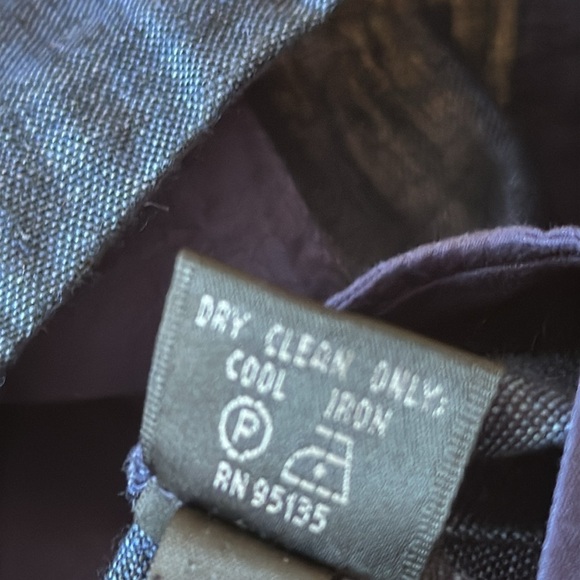 DRY CLEAN ONLY;
COOL IRON
P
RN 95135